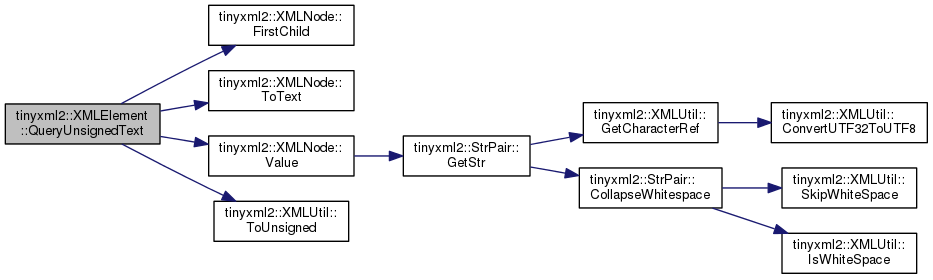 tinyxml2::XMLElement
::QueryUnsignedText
tinyxml2::XMLNode::
FirstChild
tinyxml2::XMLNode::
ToText
tinyxml2::XMLNode::
Value
tinyxml2::XMLUtil::
ToUnsigned
tinyxml2::StrPair::
GetStr
tinyxml2::XMLUtil::
GetCharacterRef
tinyxml2::StrPair::
CollapseWhitespace
tinyxml2::XMLUtil::
ConvertUTF32ToUTF8
tinyxml2::XMLUtil::
SkipWhiteSpace
tinyxml2::XMLUtil::
IsWhiteSpace